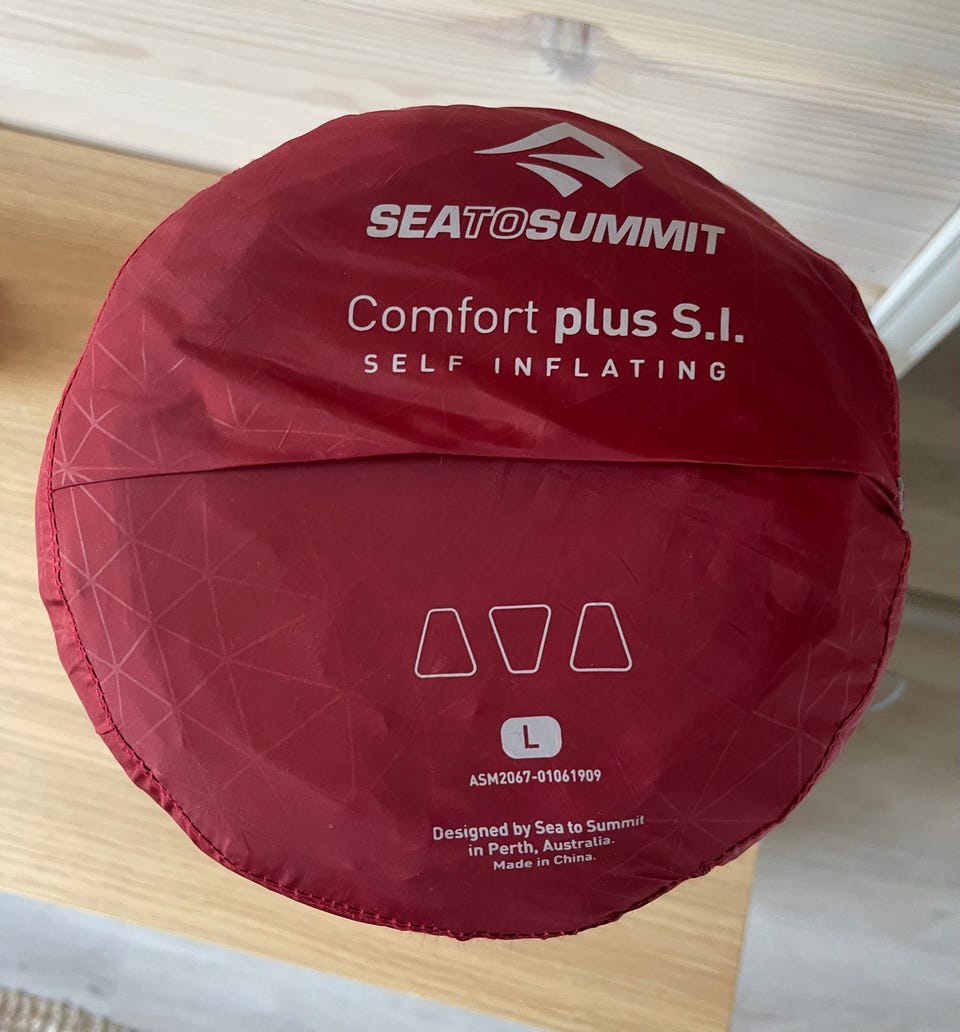 SEATOSUMMIT
Comfort plus S.I.
SELF INFLATING
L
ASM2067-01061909
Designed by Sea to Summit
in Perth, Australia.
Made in China.